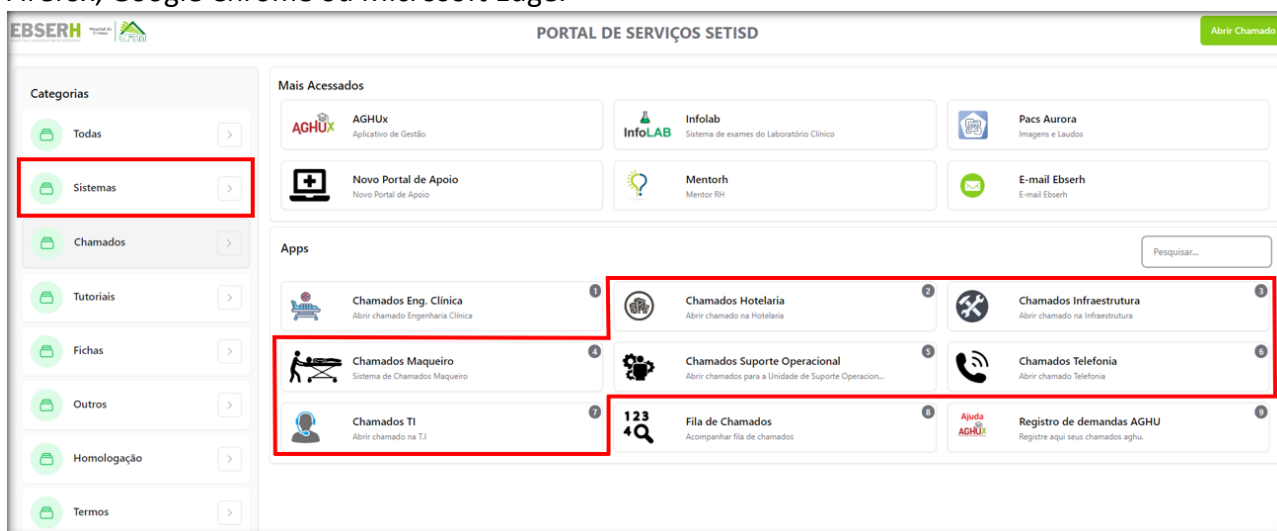 Firefox, Google Chrome ou Microsoft Edge.
EBSERH
PORTAL DE SERVIÇOS SETISD
Abrir Chamado
Categorias
Todas
Sistemas
Chamados
Tutoriais
Fichas
Outros
Homologação
Termos
Mais Acessados
AGHUX
AGHUx
Aplicativo de Gestão
InfoLAB
Infolab
Sistema de exames do Laboratório Clínico
Pacs Aurora
Imagens e Laudos
Novo Portal de Apoio
Novo Portal de Apoio
Mentorh
Mentor RH
E-mail Ebserh
E-mail Ebserh
Apps
Pesquisar...
Chamados Eng. Clínica
Abrir chamado Engenharia Clínica
1
Chamados Hotelaria
Abrir chamado na Hotelaria
2
Chamados Infraestrutura
Abrir chamado na Infraestrutura
3
Chamados Maqueiro
Sistema de Chamados Maqueiro
4
Chamados Suporte Operacional
Abrir chamados para a Unidade de Suporte Operacion...
5
Chamados Telefonia
Abrir chamado Telefonia
6
Chamados TI
Abrir chamado na T.I
7
123
4
Fila de Chamados
Acompanhar fila de chamados
8
Ajuda
AGHUX
Registro de demandas AGHU
Registre aqui seus chamados aghu.
9